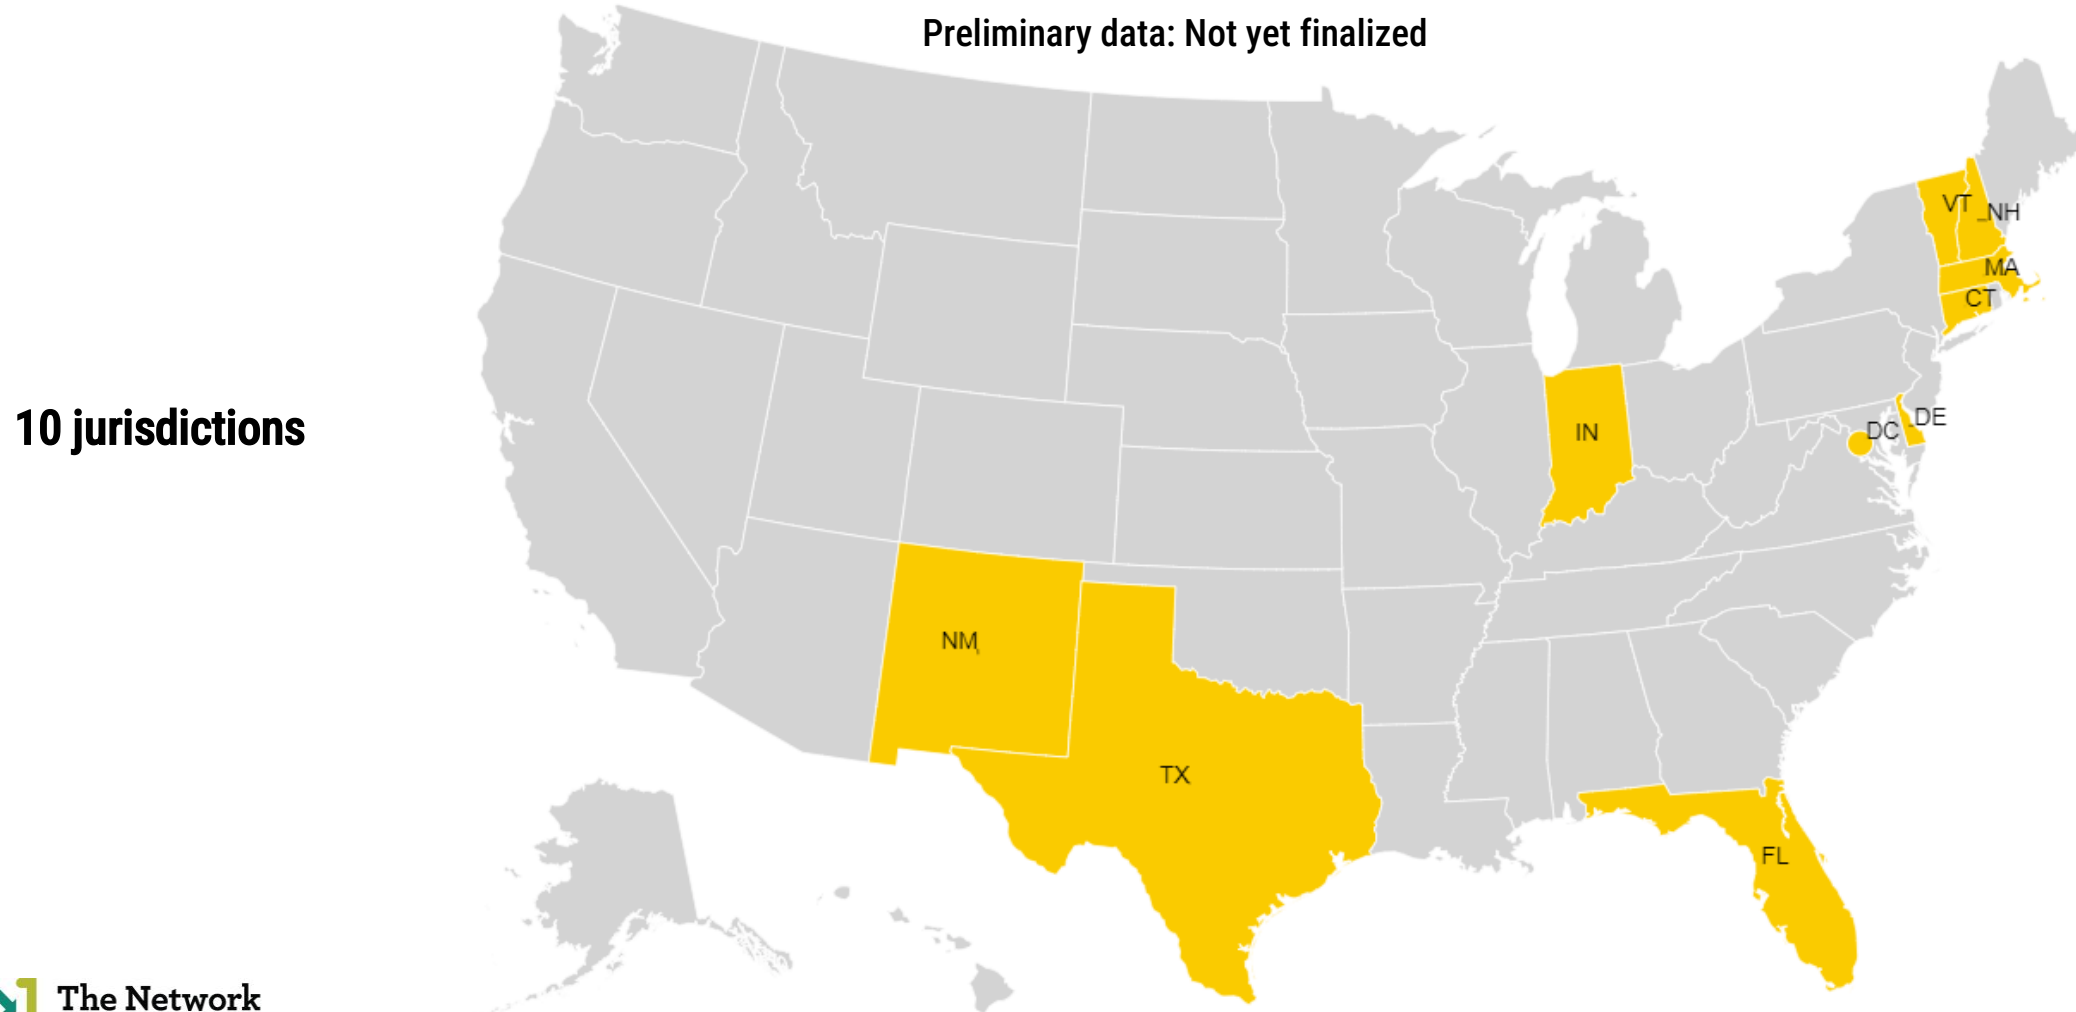 Preliminary data: Not yet finalized
VT
NH
MA
CT
10 jurisdictions
IN
DC
DE
NM
TX
FL
The Network